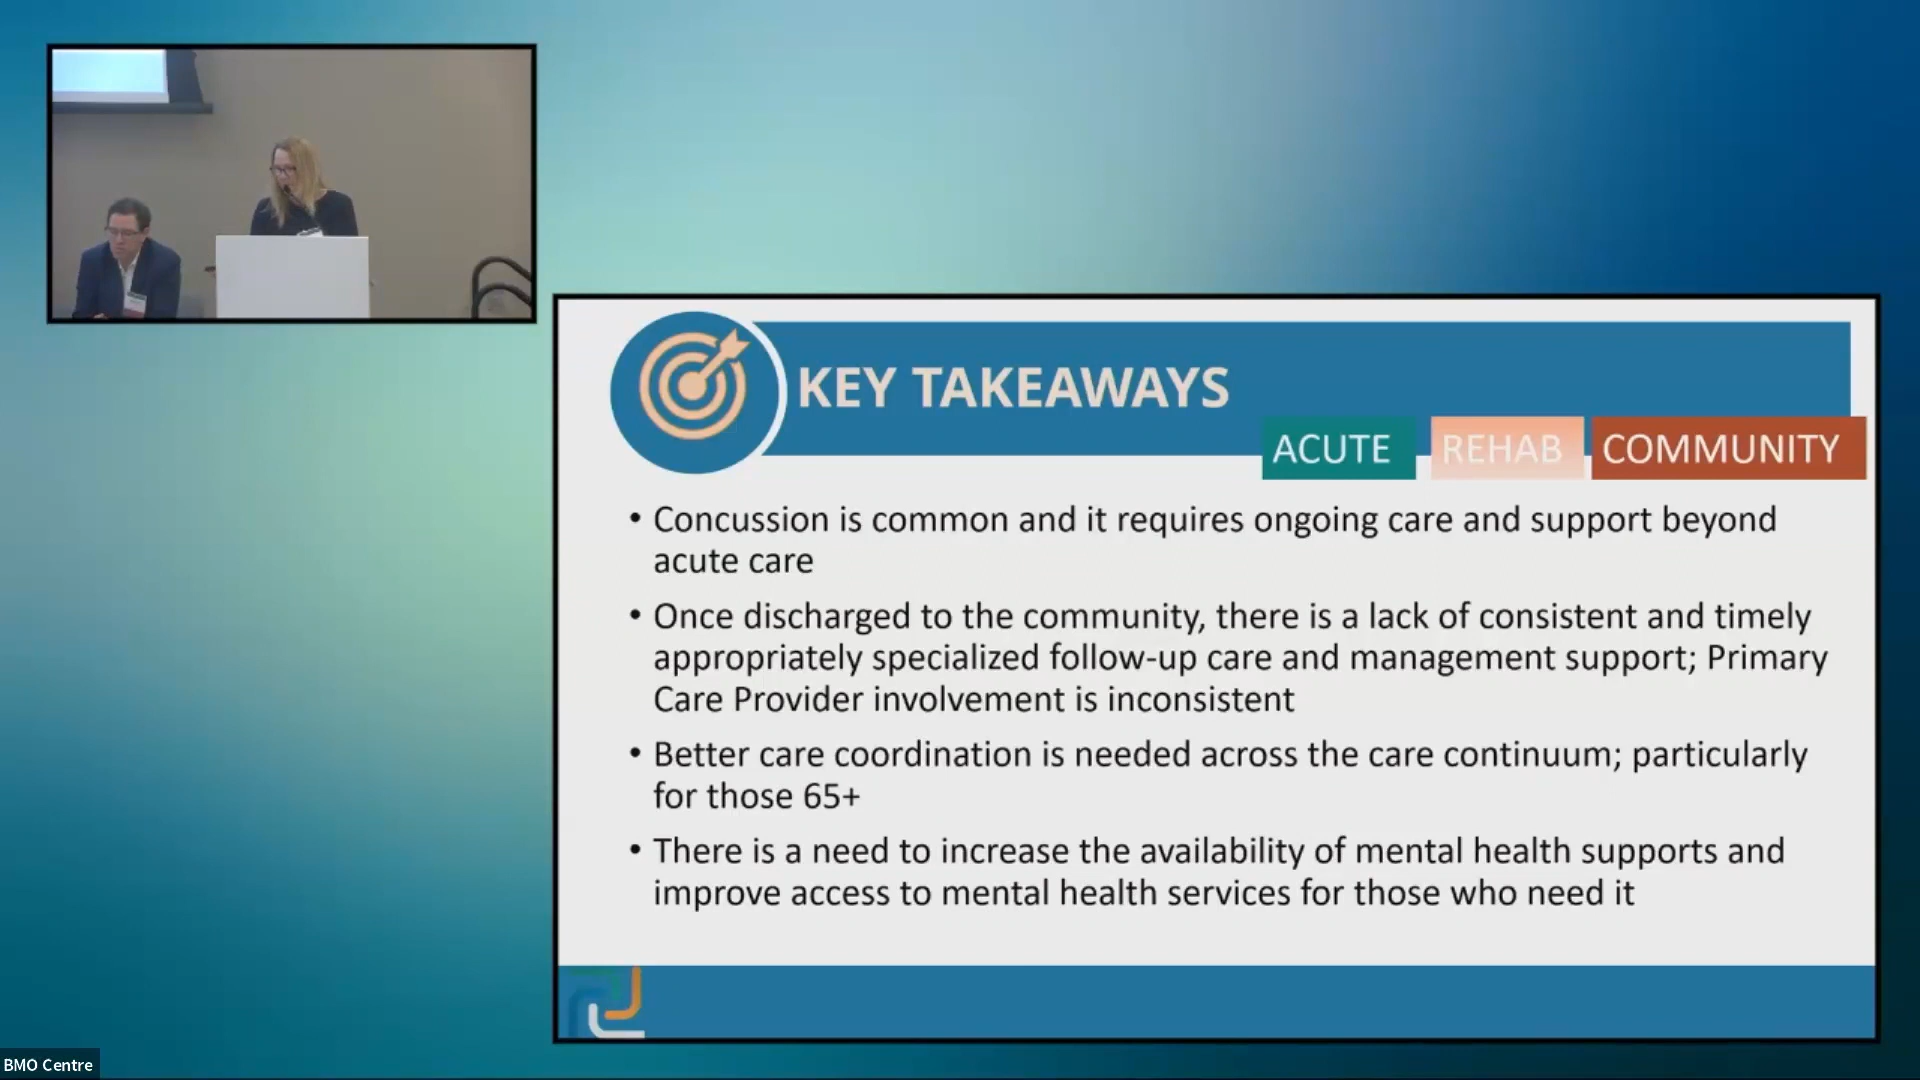 KEY TAKEAWAYS
ACUTE REHAB COMMUNITY
• Concussion is common and it requires ongoing care and support beyond
acute care
• Once discharged to the community, there is a lack of consistent and timely
appropriately specialized follow-up care and management support; Primary
Care Provider involvement is inconsistent
• Better care coordination is needed across the care continuum; particularly
for those 65+
• There is a need to increase the availability of mental health supports and
improve access to mental health services for those who need it
BMO Centre